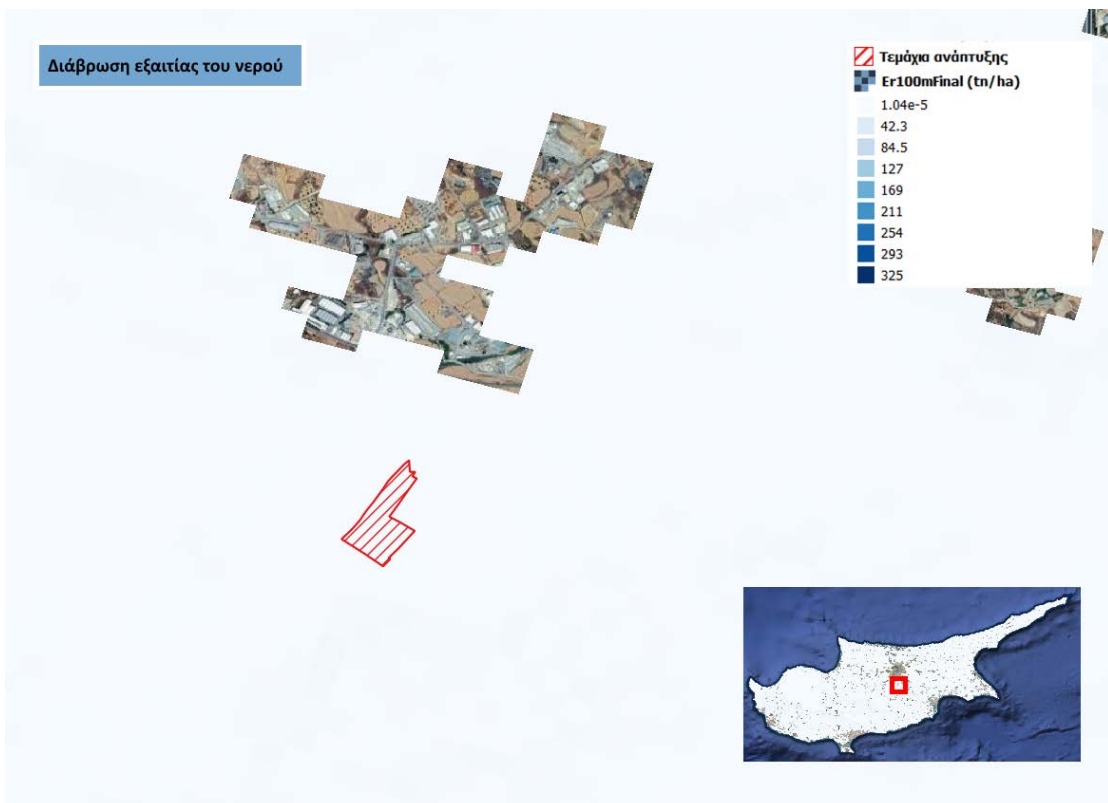 Διάβρωση εξαιτίας του νερού
Τεμάχια ανάπτυξης
Er100mFinal (tn/ha)
1.04e-5
42.3
84.5
127
169
211
254
293
325